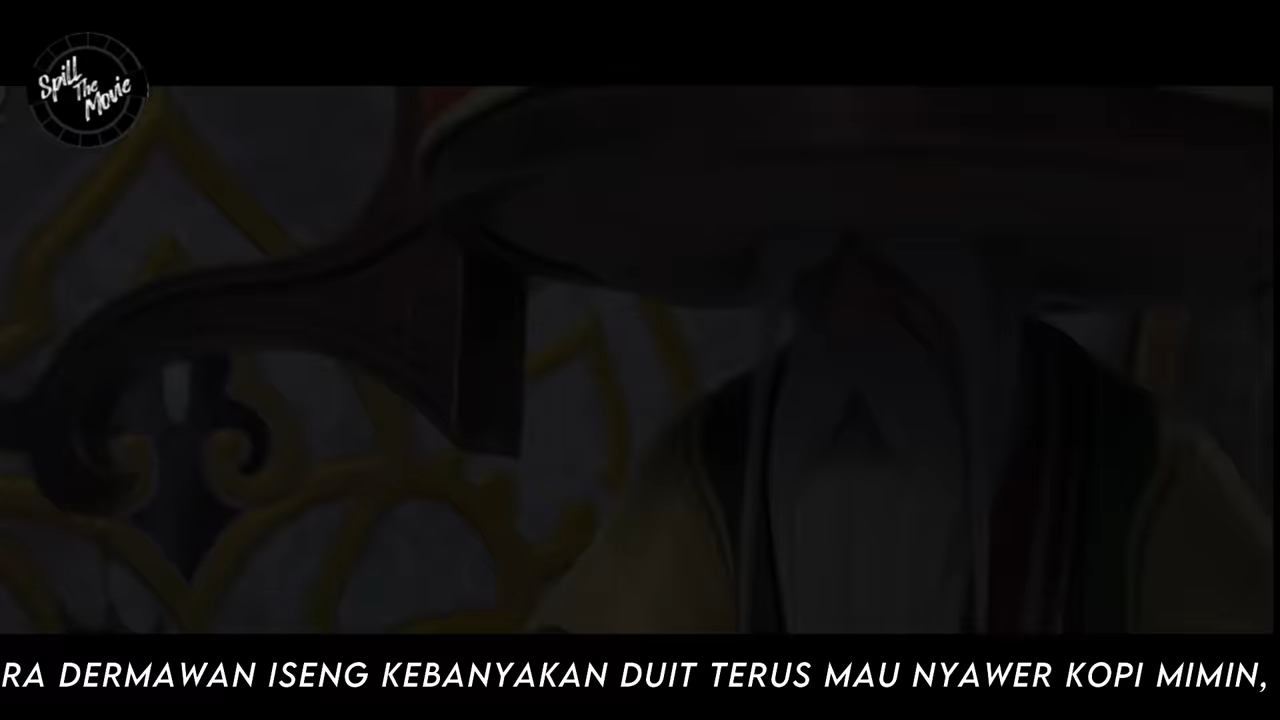 Spill
The
Movie
RA DERMAWAN ISENG KEBANYAKAN DUIT TERUS MAU NYAWER KOPI MIMIN,